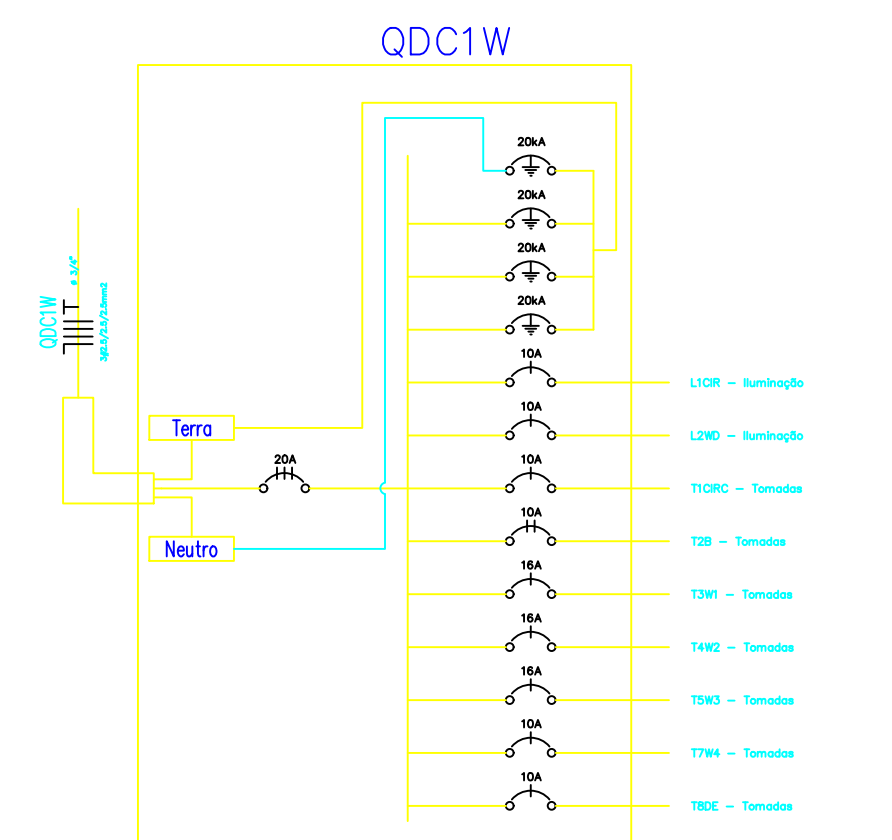 QDC1W
20kA
20kA
20kA
20kA
ø 3/4"
QDC1W
3#2.5/2.5/2.5mm2
10A
L1CIR - Iluminação
10A
L2WD - Iluminação
Terra
20A
10A
T1CIRC - Tomadas
10A
T2B - Tomadas
Neutro
16A
T3W1 - Tomadas
16A
T4W2 - Tomadas
16A
T5W3 - Tomadas
10A
T7W4 - Tomadas
10A
T8DE - Tomadas